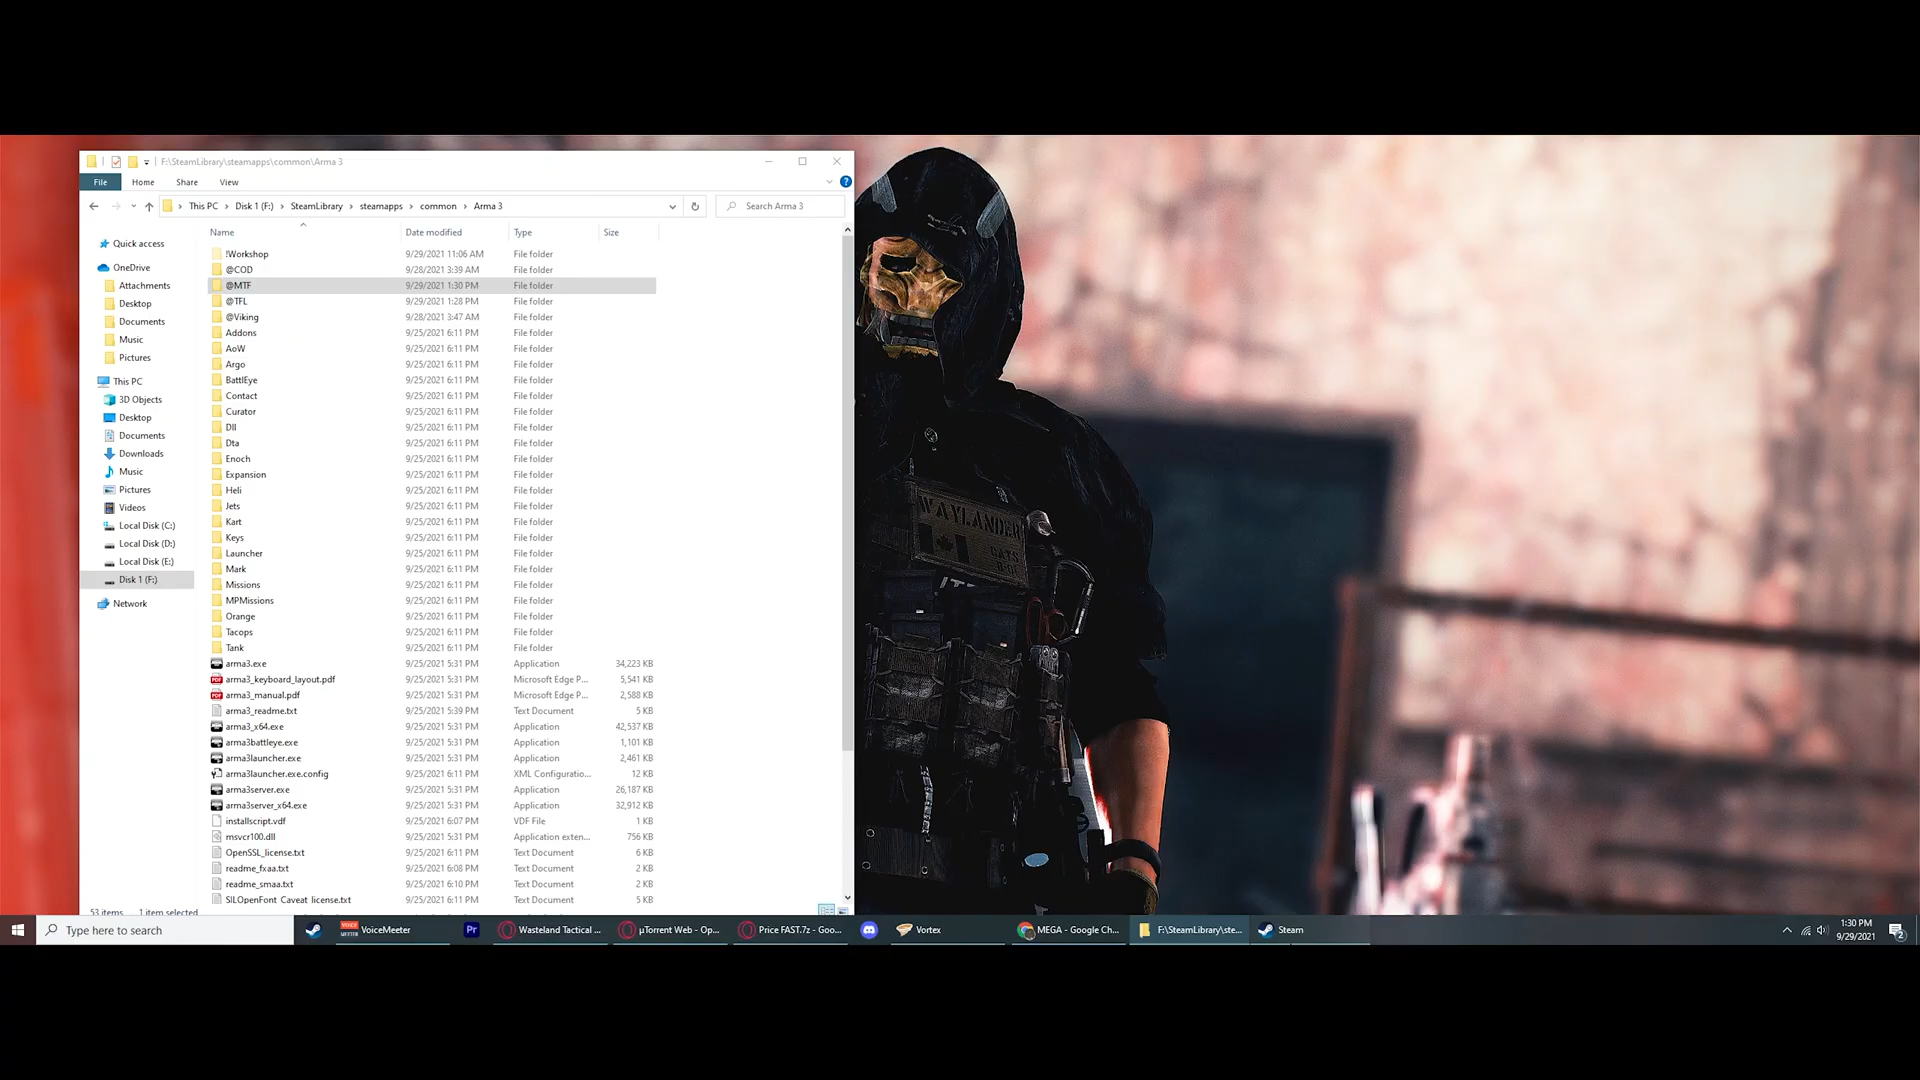 F:\SteamLibrary\steamapps\common\Arma 3
File Home Share View
This PC > Disk 1 (F:) > SteamLibrary > steamapps > common > Arma 3
Search Arma 3
Name Date modified Type Size
Quick access
OneDrive
Attachments
Desktop
Documents
Music
Pictures
This PC
3D Objects
Desktop
Documents
Downloads
Music
Pictures
Videos
Local Disk (C:)
Local Disk (D:)
Local Disk (E:)
Disk 1 (F:)
Network
!Workshop 9/29/2021 11:06 AM File folder
@COD 9/28/2021 3:39 AM File folder
@MTF 9/29/2021 1:30 PM File folder
@TFL 9/29/2021 1:28 PM File folder
@Viking 9/28/2021 3:47 AM File folder
Addons 9/25/2021 6:11 PM File folder
AoW 9/25/2021 6:11 PM File folder
Argo 9/25/2021 6:11 PM File folder
BattlEye 9/25/2021 6:11 PM File folder
Contact 9/25/2021 6:11 PM File folder
Curator 9/25/2021 6:11 PM File folder
Dll 9/25/2021 6:11 PM File folder
Dta 9/25/2021 6:11 PM File folder
Enoch 9/25/2021 6:11 PM File folder
Expansion 9/25/2021 6:11 PM File folder
Heli 9/25/2021 6:11 PM File folder
Jets 9/25/2021 6:11 PM File folder
Kart 9/25/2021 6:11 PM File folder
Keys 9/25/2021 6:11 PM File folder
Launcher 9/25/2021 6:11 PM File folder
Mark 9/25/2021 6:11 PM File folder
Missions 9/25/2021 6:11 PM File folder
MPMissions 9/25/2021 6:11 PM File folder
Orange 9/25/2021 6:11 PM File folder
Tacops 9/25/2021 6:11 PM File folder
Tank 9/25/2021 6:11 PM File folder
arma3.exe 9/25/2021 5:31 PM Application 34,223 KB
arma3_keyboard_layout.pdf 9/25/2021 5:31 PM Microsoft Edge P... 5,541 KB
arma3_manual.pdf 9/25/2021 5:31 PM Microsoft Edge P... 2,588 KB
arma3_readme.txt 9/25/2021 5:39 PM Text Document 5 KB
arma3_x64.exe 9/25/2021 5:31 PM Application 42,537 KB
arma3battleye.exe 9/25/2021 5:31 PM Application 1,101 KB
arma3launcher.exe 9/25/2021 5:31 PM Application 2,461 KB
arma3launcher.exe.config 9/25/2021 6:11 PM XML Configuratio... 12 KB
arma3server.exe 9/25/2021 5:31 PM Application 26,187 KB
arma3server_x64.exe 9/25/2021 5:31 PM Application 32,912 KB
installscript.vdf 9/25/2021 6:07 PM VDF File 1 KB
msvcr100.dll 9/25/2021 5:31 PM Application exten... 756 KB
OpenSSL_license.txt 9/25/2021 6:11 PM Text Document 6 KB
readme_fxaa.txt 9/25/2021 6:08 PM Text Document 2 KB
readme_smaa.txt 9/25/2021 6:10 PM Text Document 2 KB
SILOpenFont_Caveat_license.txt 9/25/2021 6:11 PM Text Document 5 KB
53 items 1 item selected
WAYLANDER
Type here to search
VoiceMeeter
Pr
Wasteland Tactical ...
µTorrent Web - Op...
Price FAST.7z - Goo...
Vortex
MEGA - Google Ch...
F:\SteamLibrary\ste...
Steam
1:30 PM
9/29/2021
2